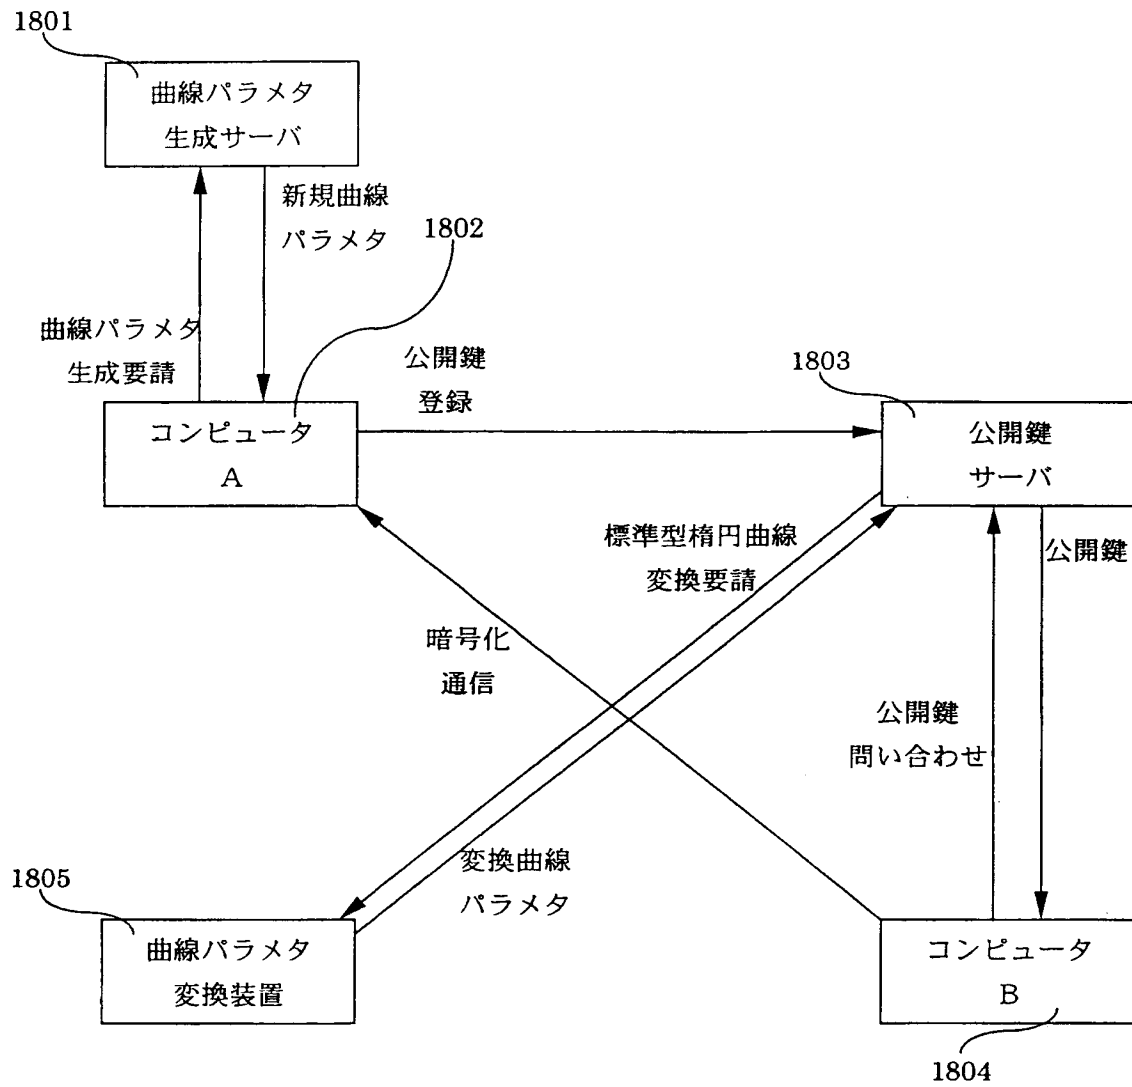 1801
曲線パラメタ
生成サーバ
新規曲線
パラメタ
1802
曲線パラメタ
生成要請
公開鍵
登録
1803
コンピュータ
A
公開鍵
サーバ
標準型楕円曲線
変換要請
公開鍵
暗号化
通信
公開鍵
問い合わせ
変換曲線
パラメタ
1805
曲線パラメタ
変換装置
コンピュータ
B
1804